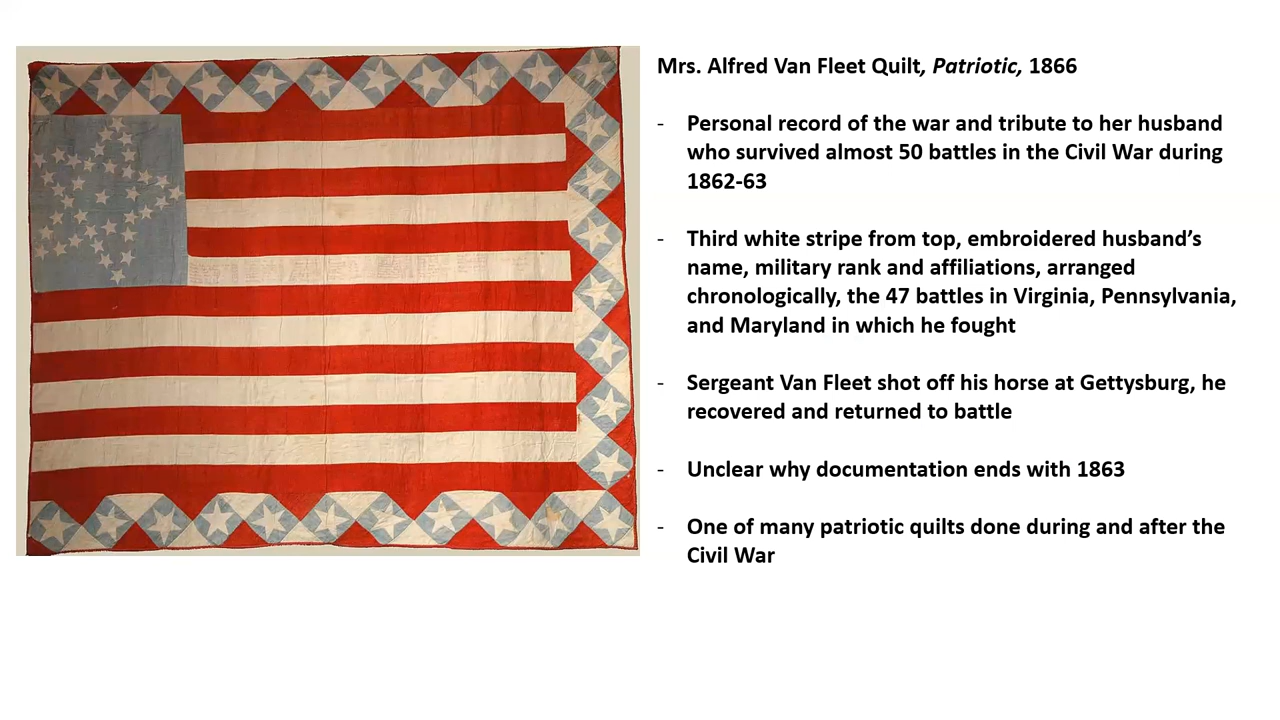 Mrs. Alfred Van Fleet Quilt, Patriotic, 1866
- Personal record of the war and tribute to her husband
who survived almost 50 battles in the Civil War during
1862-63
- Third white stripe from top, embroidered husband’s
name, military rank and affiliations, arranged
chronologically, the 47 battles in Virginia, Pennsylvania,
and Maryland in which he fought
- Sergeant Van Fleet shot off his horse at Gettysburg, he
recovered and returned to battle
- Unclear why documentation ends with 1863
- One of many patriotic quilts done during and after the
Civil War